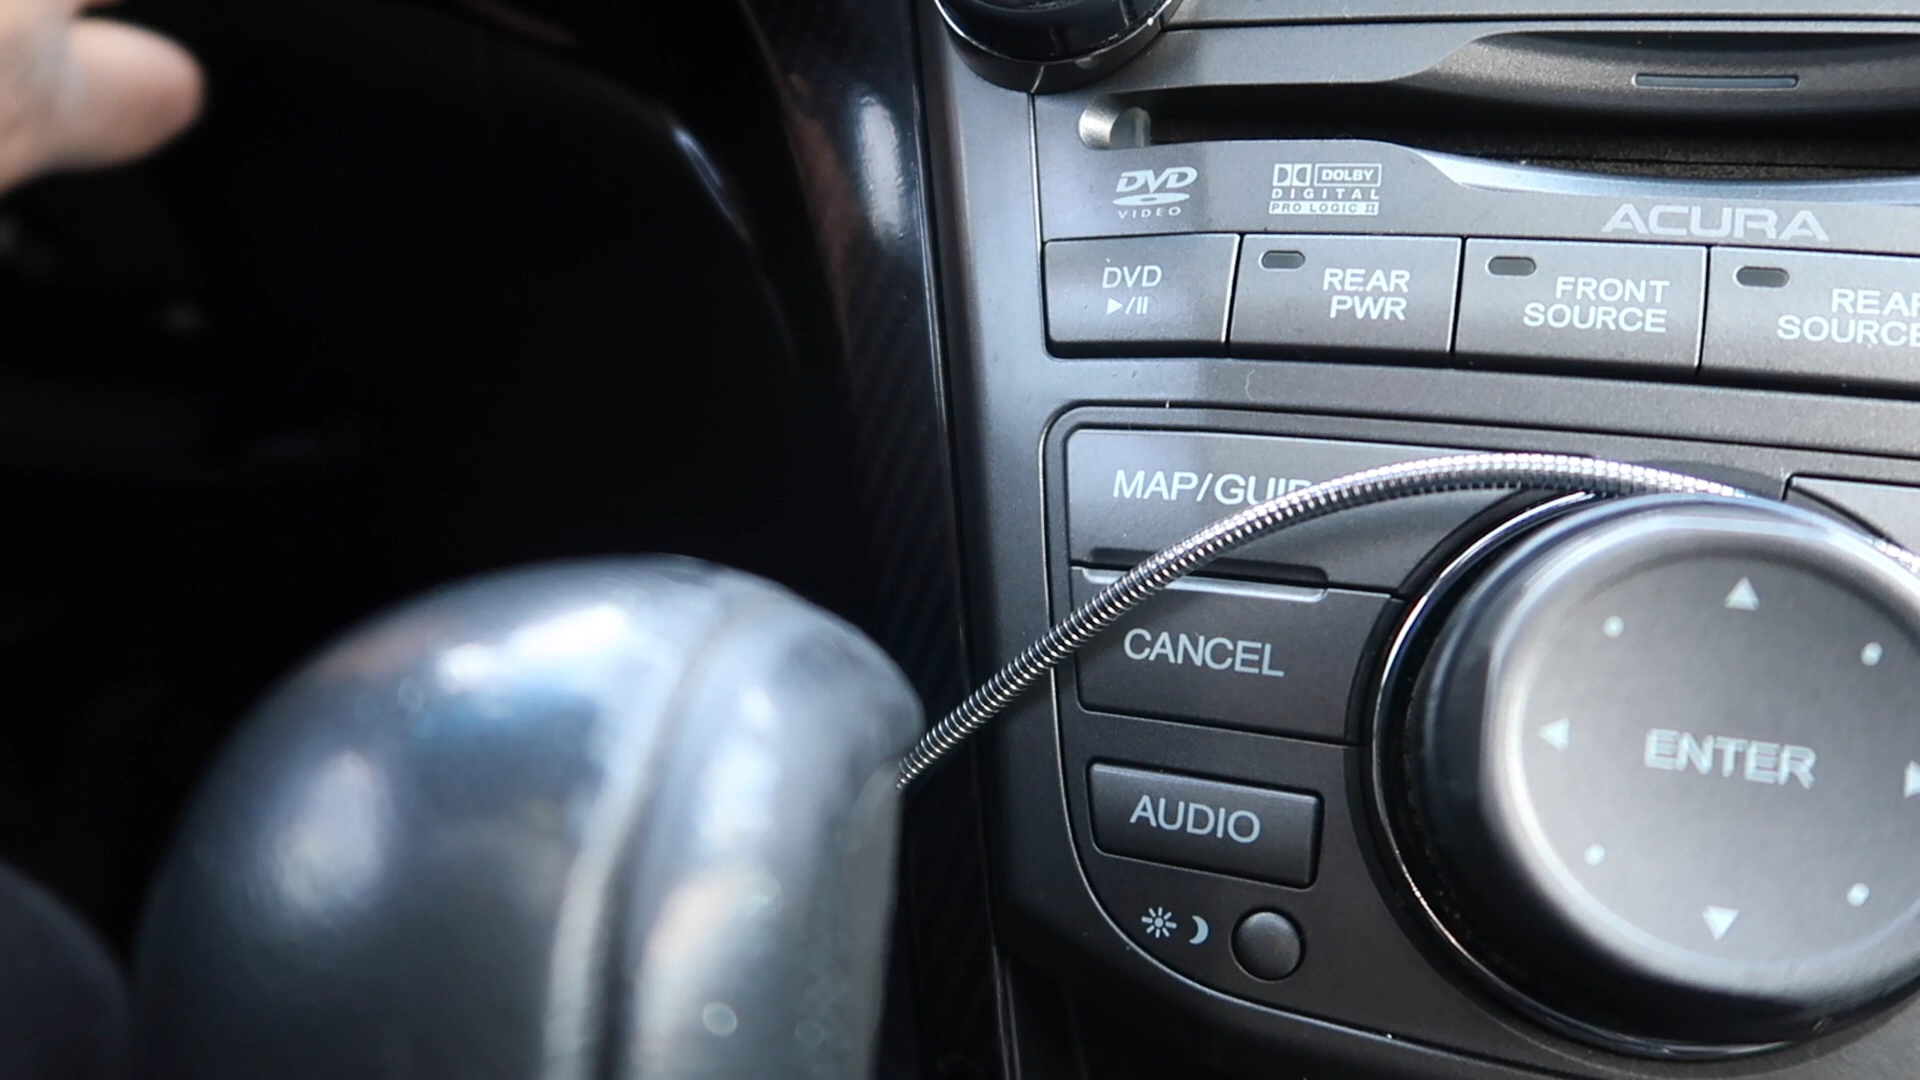 DVD
VIDEO
DOLBY
DIGITAL
PRO LOGIC II
ACURA
DVD
REAR
PWR
FRONT
SOURCE
REAR
SOURCE
MAP/GUI
CANCEL
AUDIO
ENTER